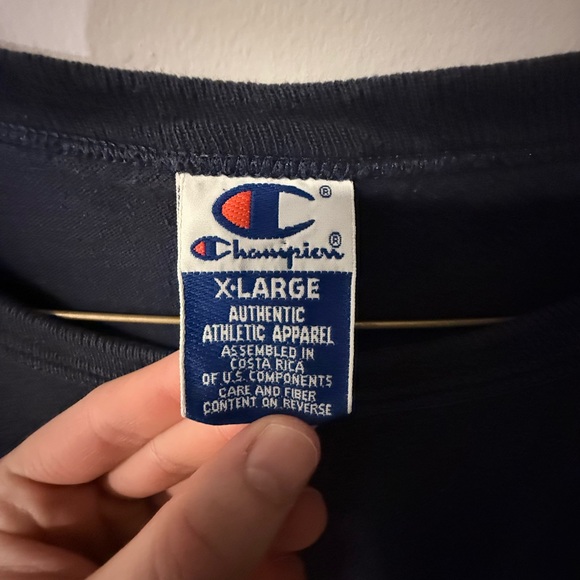 ®
Champion®
X-LARGE
AUTHENTIC
ATHLETIC APPAREL
ASSEMBLED IN
COSTA RICA
OF U.S. COMPONENTS
CARE AND FIBER
CONTENT ON REVERSE